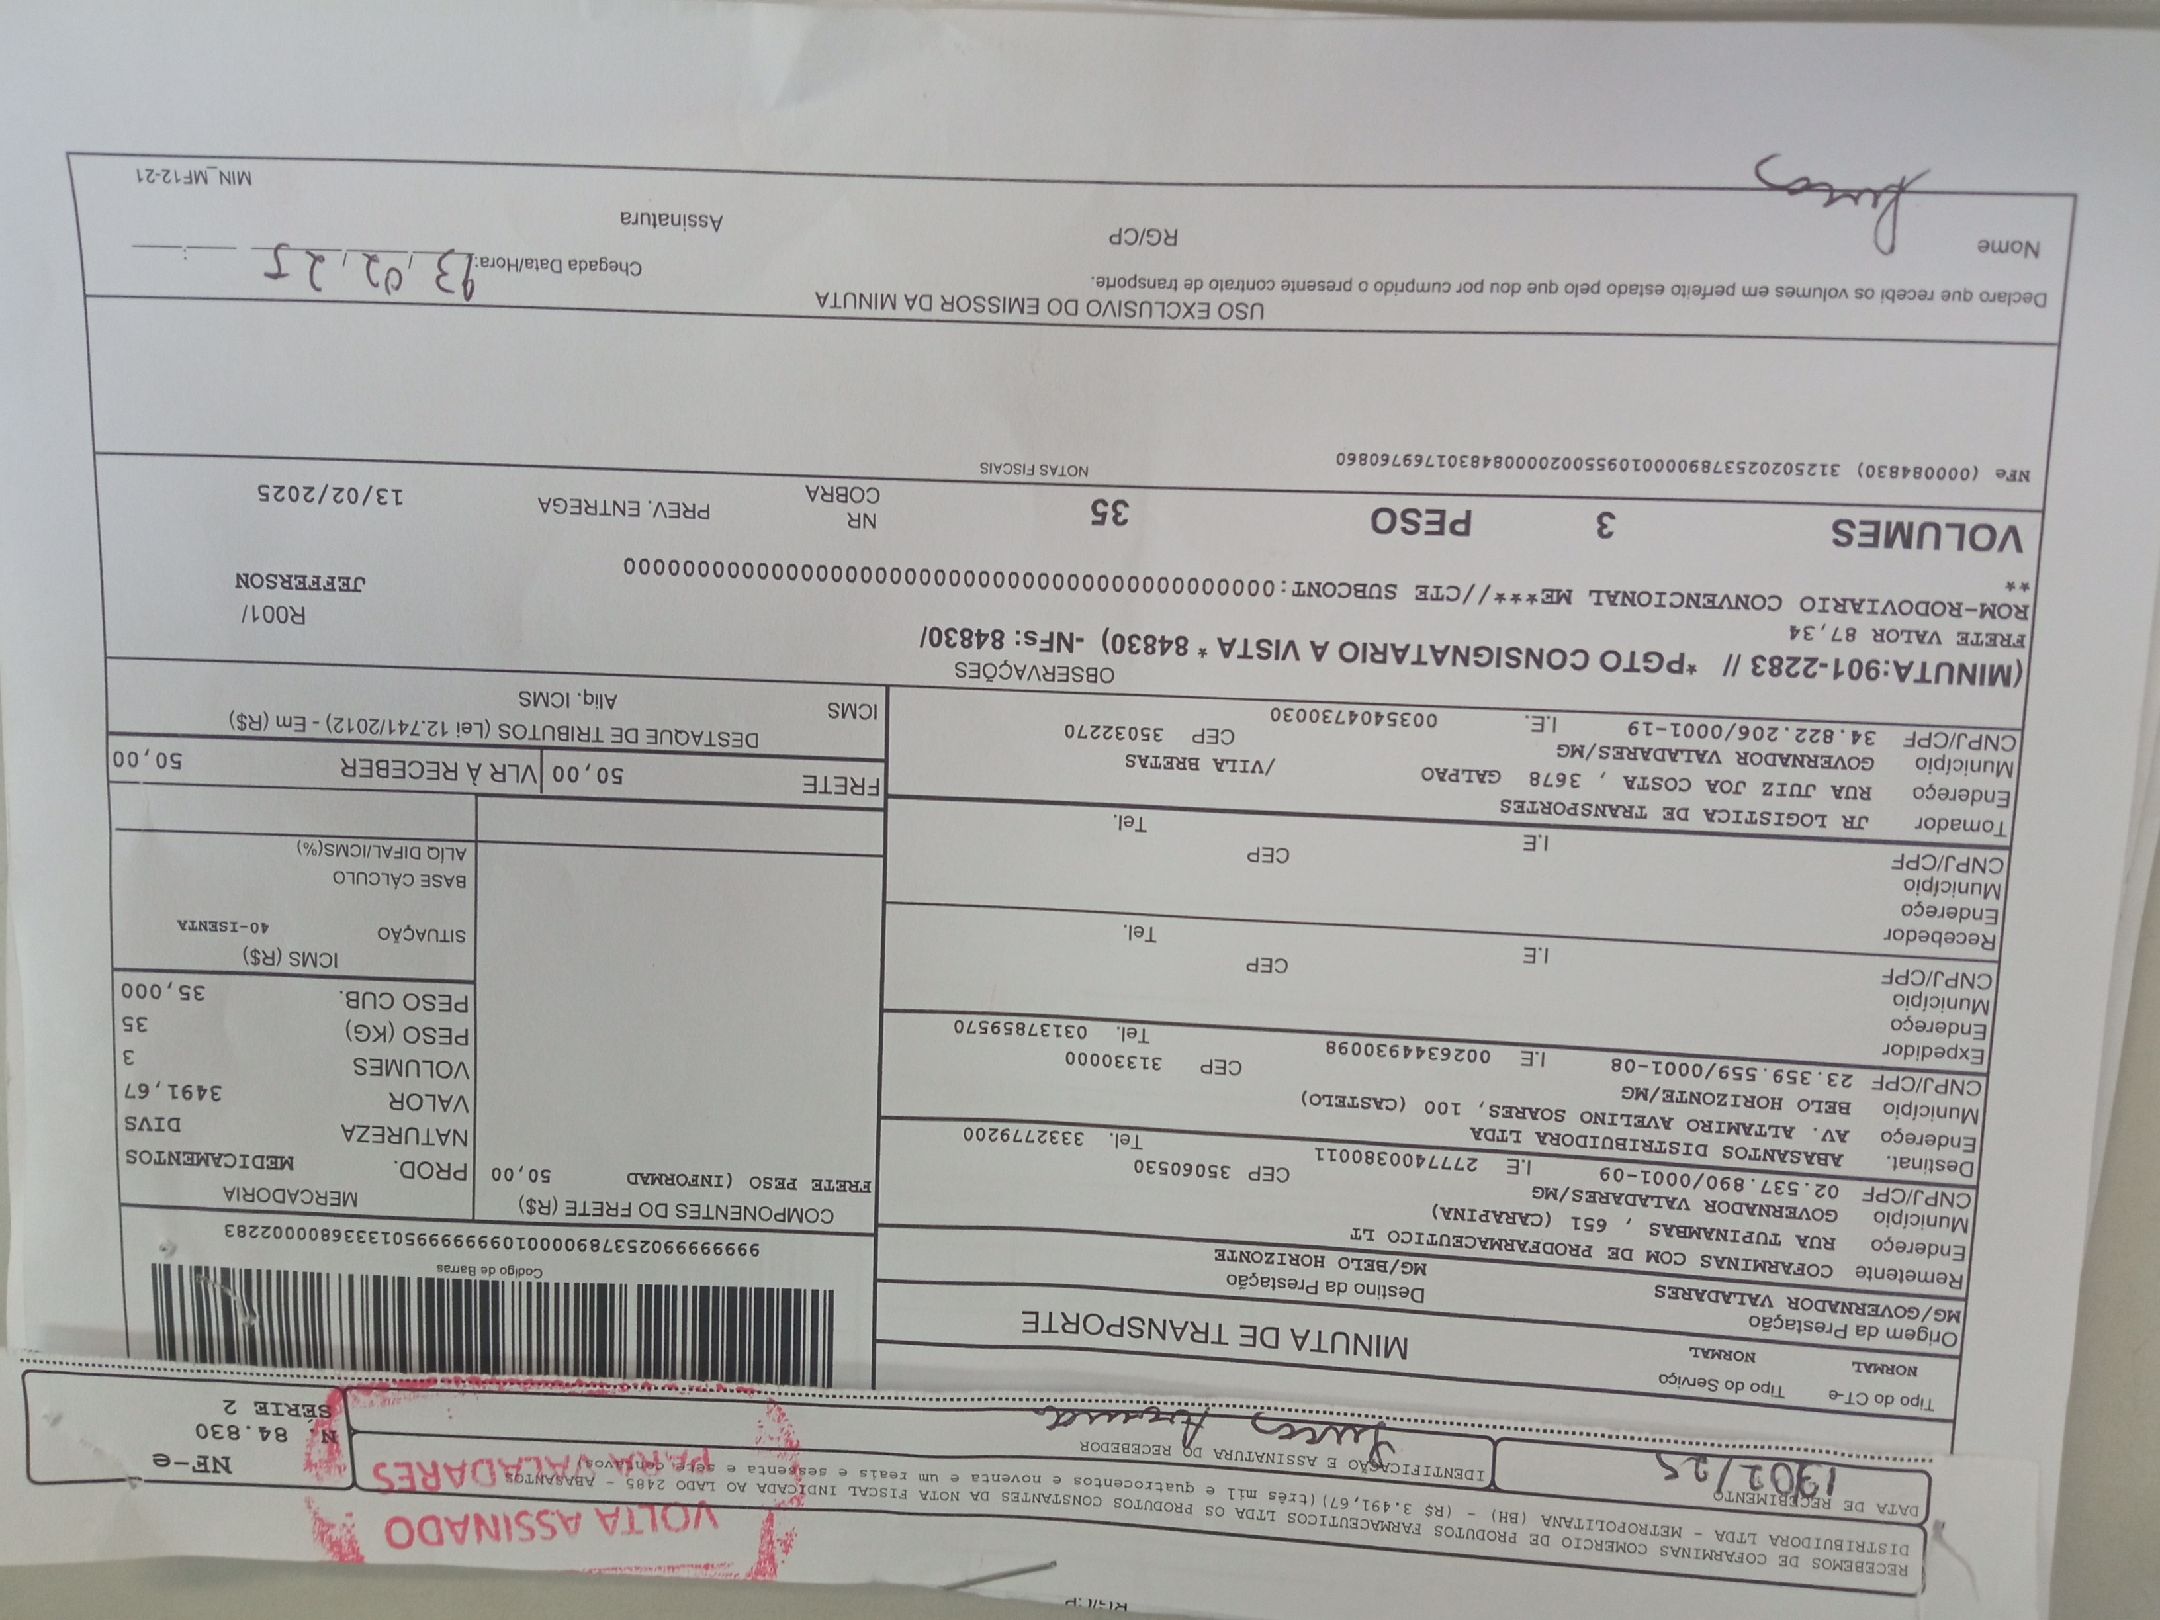 RG/CP
RECEBEMOS DE COFARMINAS COMERCIO DE PRODUTOS FARMACEUTICOS LTDA OS PRODUTOS CONSTANTES DA NOTA FISCAL INDICADA AO LADO 2485 - ABASANTOS
DISTRIBUIDORA LTDA - METROPOLITANA (BH) - (R$ 3.491,67) (três mil e quatrocentos e noventa e um reais e sessenta e sete centavos)
VOLTA ASSINADO
PARA VALADARES
NF-e
N. 84.830
SÉRIE 2
DATA DE RECEBIMENTO
IDENTIFICAÇÃO E ASSINATURA DO RECEBEDOR
1302/25
Lucas
Tipo do CT-e Tipo do Serviço
NORMAL NORMAL
MINUTA DE TRANSPORTE
Origem da Prestação Destino da Prestação
MG/GOVERNADOR VALADARES MG/BELO HORIZONTE
Codigo de Barras
Remetente COFARMINAS COM DE PRODFARMACEUTICO LT
Endereço RUA TUPINAMBAS , 651 (CARAPINA)
Município GOVERNADOR VALADARES/MG CEP 35060530
CNPJ/CPF 02.537.890/0001-09 I.E 2777400380011 Tel. 3332779200
Destinat. ABASANTOS DISTRIBUIDORA LTDA
Endereço AV. ALTAMIRO AVELINO SOARES, 100 (CASTELO)
Município BELO HORIZONTE/MG CEP 31330000
CNPJ/CPF 23.359.559/0001-08 I.E 0026344930098 Tel. 03137859570
Expedidor
Endereço
Município CEP
CNPJ/CPF I.E Tel.
Recebedor
Endereço
Município CEP
CNPJ/CPF I.E Tel.
Tomador JR LOGISTICA DE TRANSPORTES
Endereço RUA JUIZ JOA COSTA , 3678 GALPAO /VILA BRETAS
Município GOVERNADOR VALADARES/MG CEP 35032270
CNPJ/CPF 34.822.206/0001-19 I.E. 0035404730030
COMPONENTES DO FRETE (R$)
FRETE PESO (INFORMAD 50,00
MERCADORIA
PROD. MEDICAMENTOS
NATUREZA DIVS
VALOR 3491,67
VOLUMES 3
PESO (KG) 35
PESO CUB. 35,000
ICMS (R$)
SITUAÇÃO 40-ISENTA
BASE CÁLCULO
ALÍQ DIFAL/ICMS(%)
FRETE 50,00 VLR À RECEBER 50,00
DESTAQUE DE TRIBUTOS (Lei 12.741/2012) - Em (R$)
ICMS Aliq. ICMS
OBSERVAÇÕES
(MINUTA:901-2283 // *PGTO CONSIGNATARIO A VISTA * 84830) -NFs: 84830/
FRETE VALOR 87,34
R001/
JEFFERSON
ROM-RODOVIARIO CONVENCIONAL ME***//CTE SUBCONT:00000000000000000000000000000000000000000000
**
VOLUMES 3 PESO 35 NR COBRA PREV. ENTREGA 13/02/2025
NOTAS FISCAIS
NFe (00084830) 31250202537890000109550020000848301769760860
USO EXCLUSIVO DO EMISSOR DA MINUTA
Declaro que recebi os volumes em perfeito estado pelo que dou por cumprido o presente contrato de transporte.
Chegada Data/Hora: 13/02/25 :
Nome RG/CP Assinatura
Lucas
MIN_MF12-21